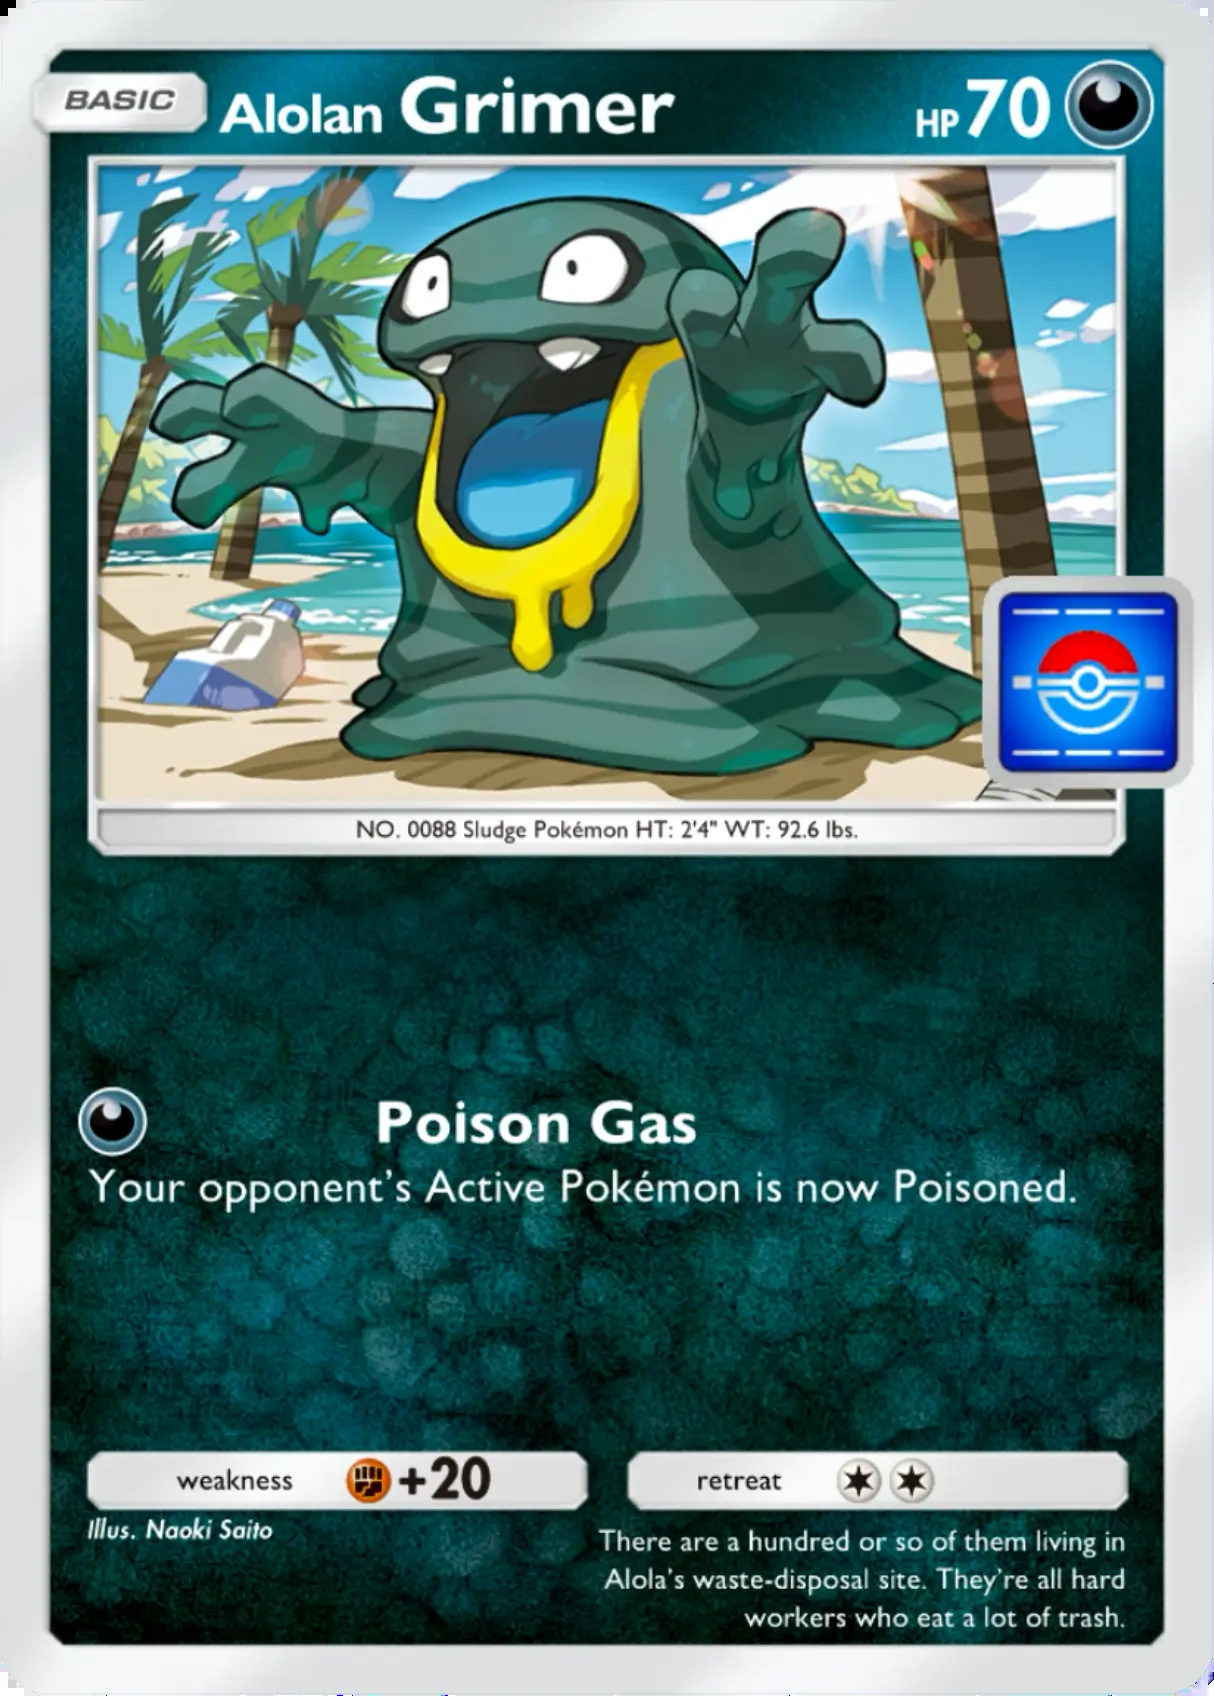 BASIC Alolan Grimer HP 70
NO. 0088 Sludge Pokémon HT: 2'4" WT: 92.6 lbs.
Poison Gas
Your opponent's Active Pokémon is now Poisoned.
weakness +20 retreat
Illus. Naoki Saito
There are a hundred or so of them living in
Alola's waste-disposal site. They're all hard
workers who eat a lot of trash.